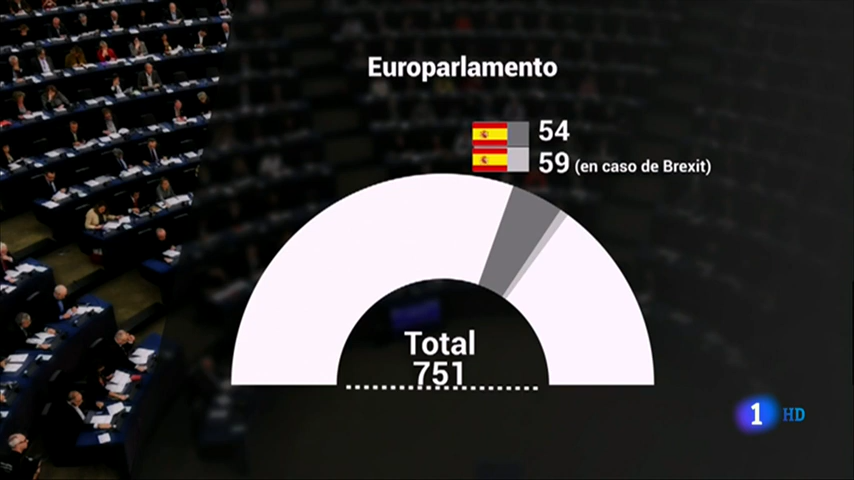 Europarlamento
54
59 (en caso de Brexit)
Total
751
1 HD